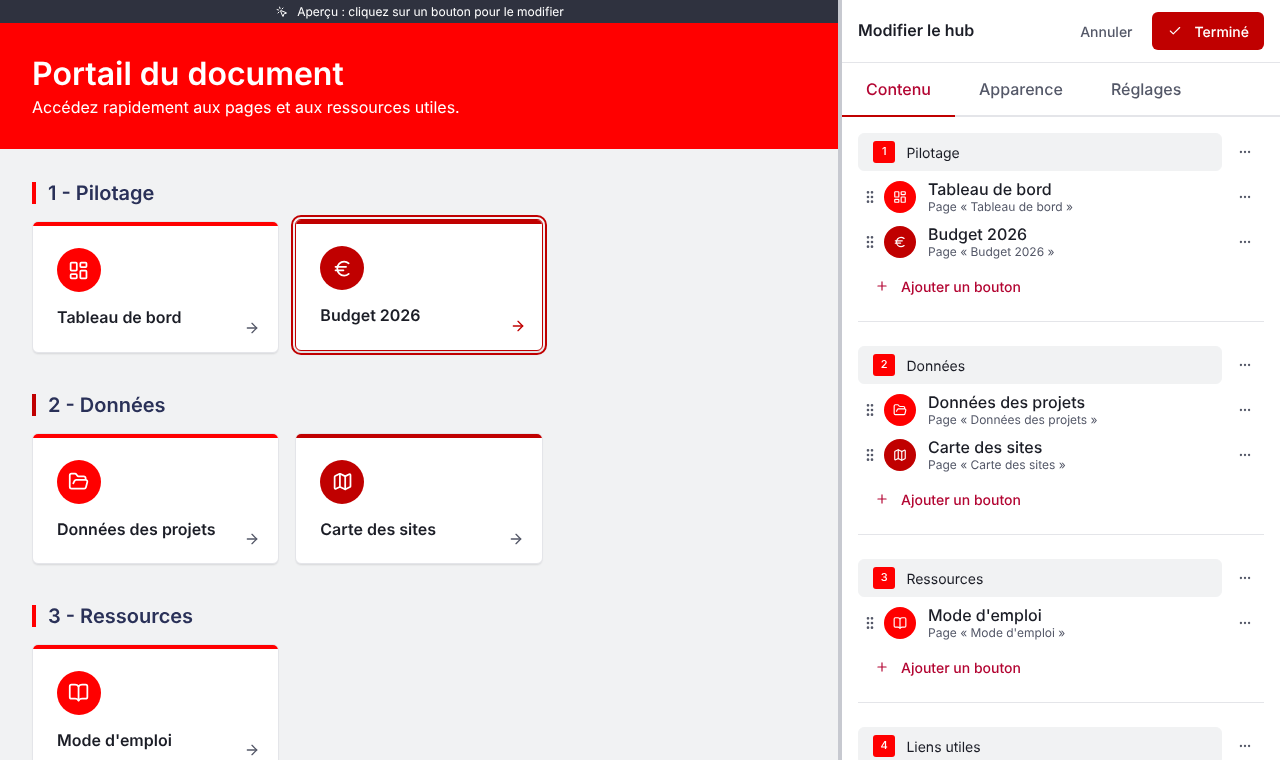 Aperçu : cliquez sur un bouton pour le modifier
Portail du document
Accédez rapidement aux pages et aux ressources utiles.
1 - Pilotage
Tableau de bord
Budget 2026
2 - Données
Données des projets
Carte des sites
3 - Ressources
Mode d'emploi
Modifier le hub
Annuler
Terminé
Contenu
Apparence
Réglages
1
Pilotage
Tableau de bord
Page « Tableau de bord »
Budget 2026
Page « Budget 2026 »
Ajouter un bouton
2
Données
Données des projets
Page « Données des projets »
Carte des sites
Page « Carte des sites »
Ajouter un bouton
3
Ressources
Mode d'emploi
Page « Mode d'emploi »
Ajouter un bouton
4
Liens utiles